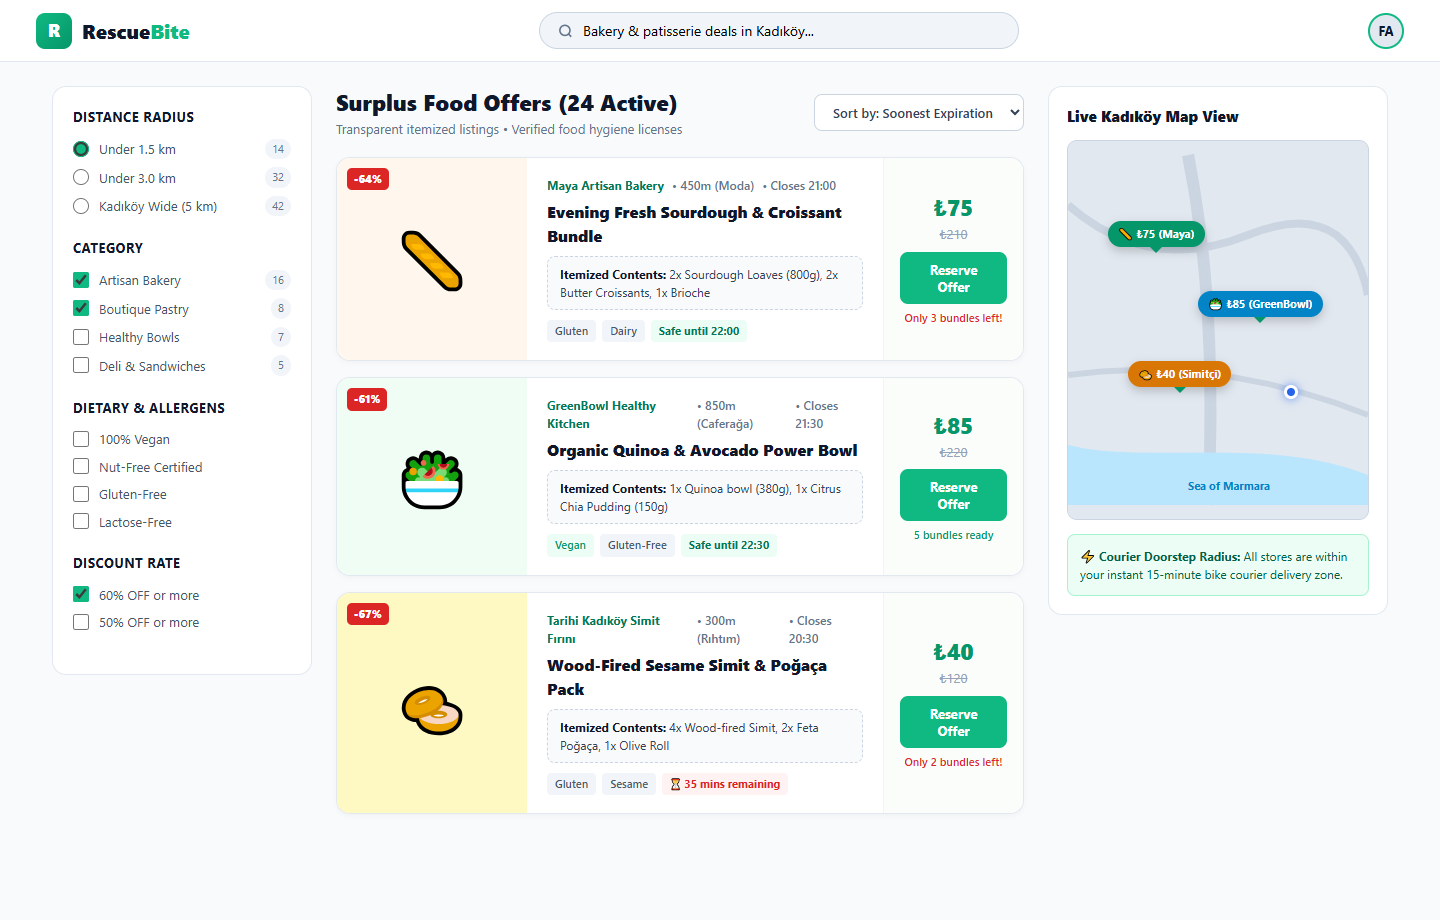 R RescueBite
Bakery & patisserie deals in Kadıköy...
FA
DISTANCE RADIUS
Under 1.5 km 14
Under 3.0 km 32
Kadıköy Wide (5 km) 42
CATEGORY
Artisan Bakery 16
Boutique Pastry 8
Healthy Bowls 7
Deli & Sandwiches 5
DIETARY & ALLERGENS
100% Vegan
Nut-Free Certified
Gluten-Free
Lactose-Free
DISCOUNT RATE
60% OFF or more
50% OFF or more
Surplus Food Offers (24 Active)
Transparent itemized listings • Verified food hygiene licenses
Sort by: Soonest Expiration
-64%
Maya Artisan Bakery • 450m (Moda) • Closes 21:00
Evening Fresh Sourdough & Croissant
Bundle
Itemized Contents: 2x Sourdough Loaves (800g), 2x
Butter Croissants, 1x Brioche
Gluten Dairy Safe until 22:00
₺75
₺210
Reserve
Offer
Only 3 bundles left!
-61%
GreenBowl Healthy
Kitchen
• 850m
(Caferağa)
• Closes
21:30
Organic Quinoa & Avocado Power Bowl
Itemized Contents: 1x Quinoa bowl (380g), 1x Citrus
Chia Pudding (150g)
Vegan Gluten-Free Safe until 22:30
₺85
₺220
Reserve
Offer
5 bundles ready
-67%
Tarihi Kadıköy Simit
Fırını
• 300m
(Rıhtım)
• Closes
20:30
Wood-Fired Sesame Simit & Poğaça
Pack
Itemized Contents: 4x Wood-fired Simit, 2x Feta
Poğaça, 1x Olive Roll
Gluten Sesame ⏳ 35 mins remaining
₺40
₺120
Reserve
Offer
Only 2 bundles left!
Live Kadıköy Map View
🥖 ₺75 (Maya)
🥗 ₺85 (GreenBowl)
🥯 ₺40 (Simitçi)
Sea of Marmara
⚡ Courier Doorstep Radius: All stores are within
your instant 15-minute bike courier delivery zone.